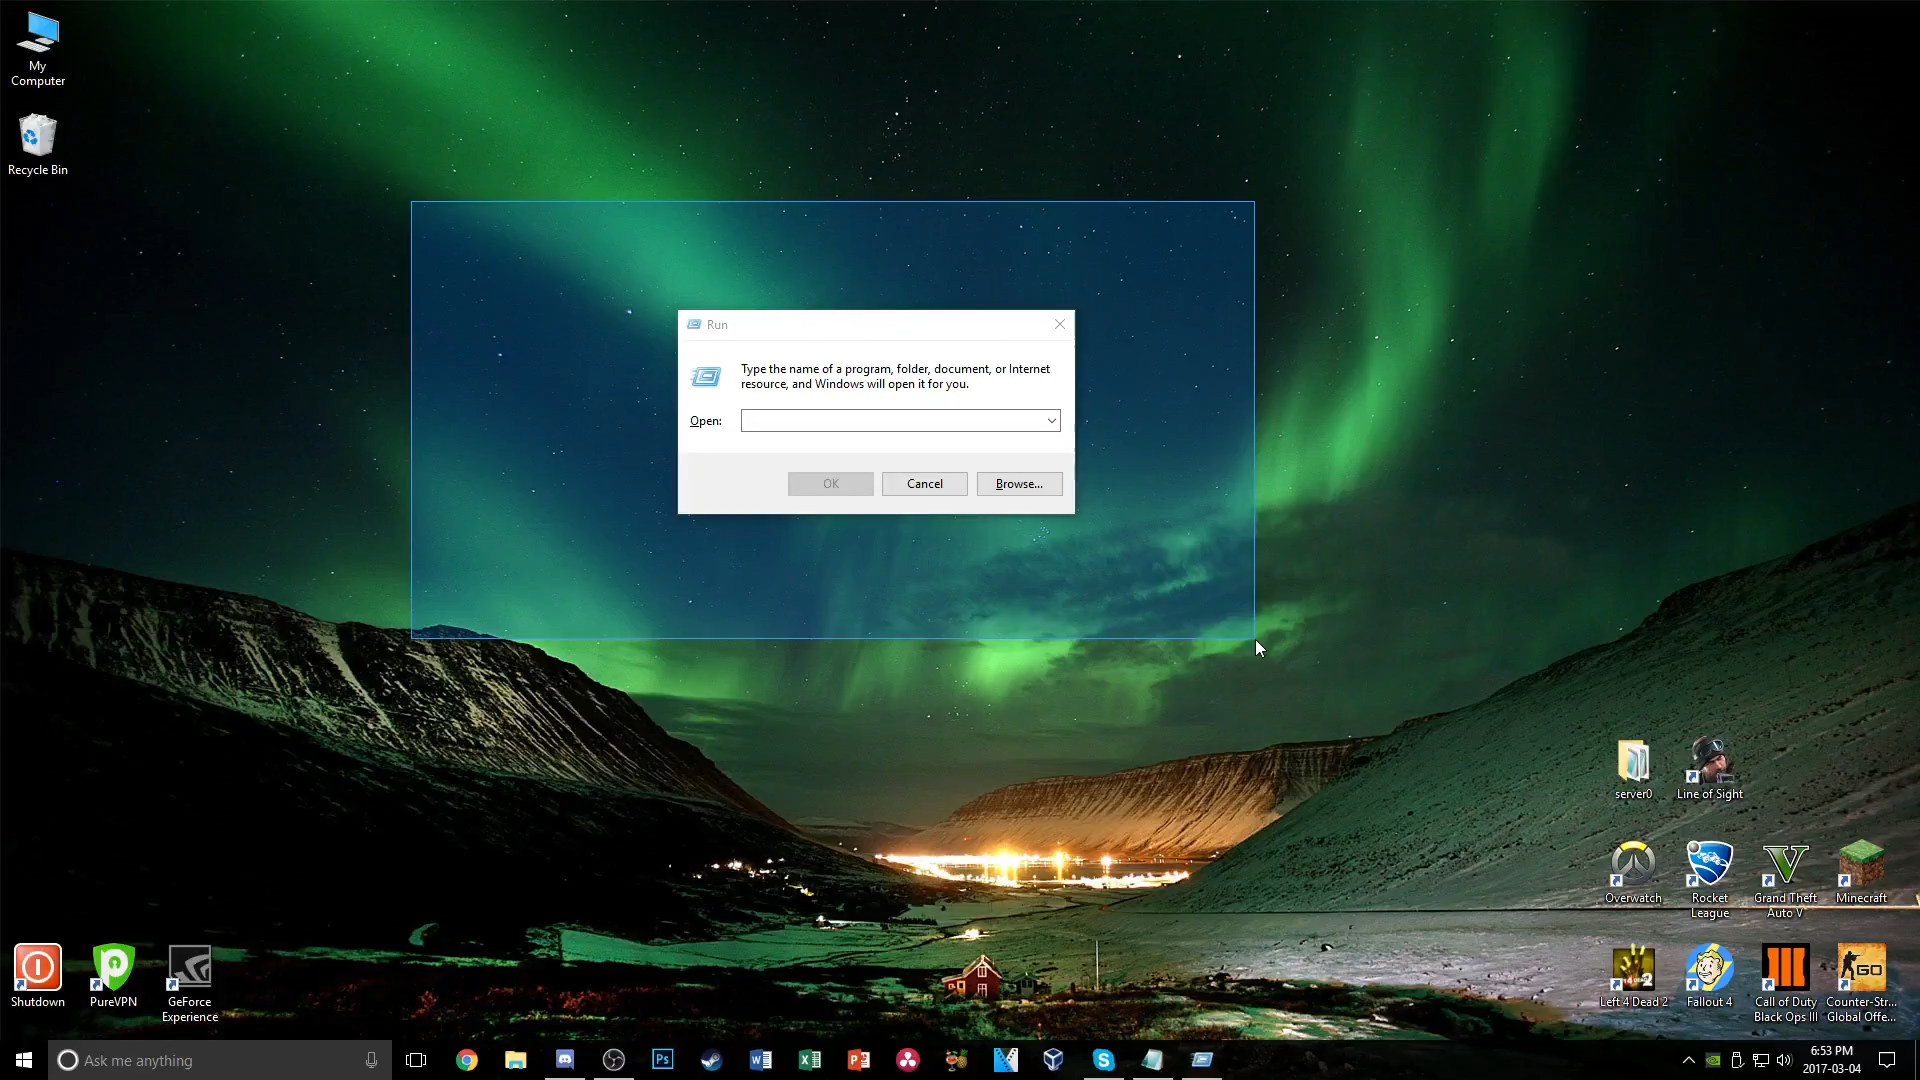 My
Computer
Recycle Bin
Run
Type the name of a program, folder, document, or Internet
resource, and Windows will open it for you.
Open:
OK
Cancel
Browse...
server0
Line of Sight
Overwatch
Rocket
League
Grand Theft
Auto V
Minecraft
Shutdown
PureVPN
GeForce
Experience
Left 4 Dead 2
Fallout 4
Call of Duty
Black Ops III
GO
Counter-Str...
Global Offe...
Ask me anything
Ps
6:53 PM
2017-03-04